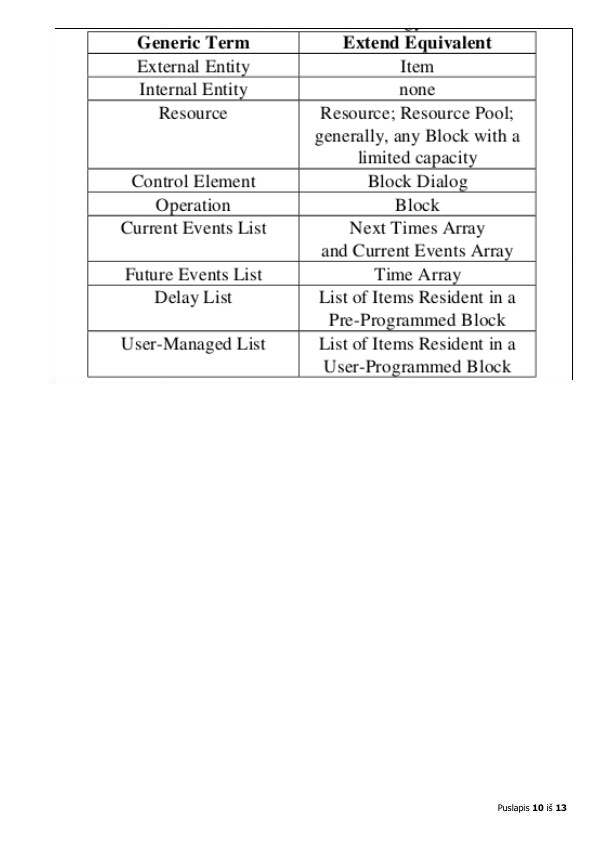 Generic Term Extend Equivalent
External Entity Item
Internal Entity none
Resource Resource; Resource Pool;
generally, any Block with a
limited capacity
Control Element Block Dialog
Operation Block
Current Events List Next Times Array
and Current Events Array
Future Events List Time Array
Delay List List of Items Resident in a
Pre-Programmed Block
User-Managed List List of Items Resident in a
User-Programmed Block
Puslapis 10 iš 13